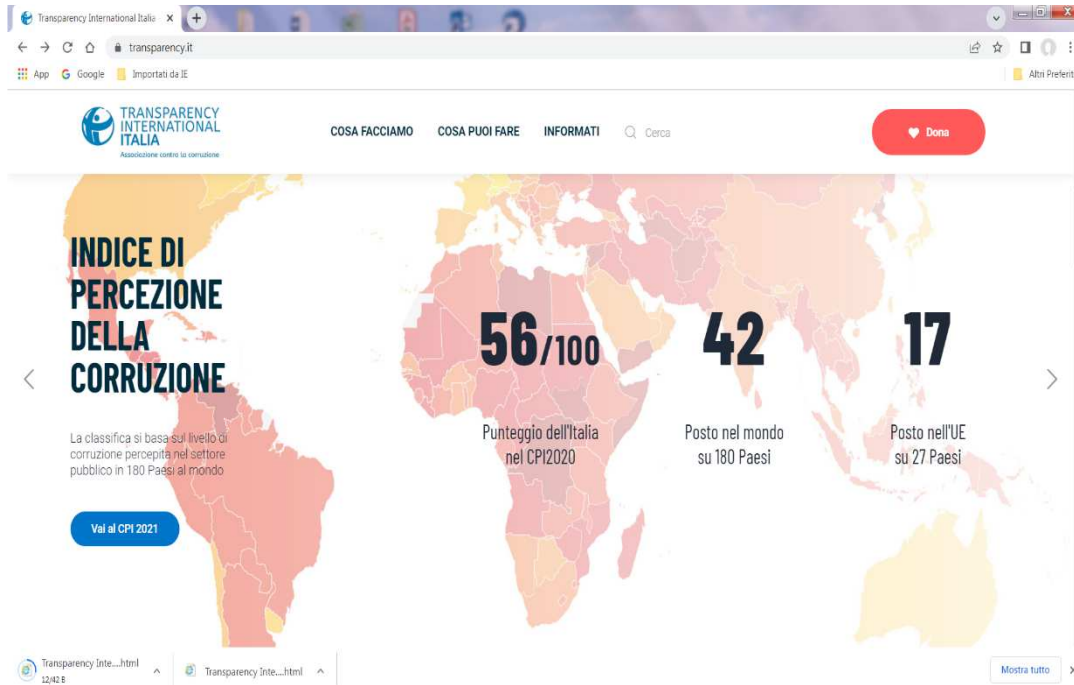 Transparency International Italia
transparency.it
App
Google
Importati da IE
Altri Preferit
TRANSPARENCY
INTERNATIONAL
ITALIA
Associazione contro la corruzione
COSA FACCIAMO
COSA PUOI FARE
INFORMATI
Cerca
Dona
INDICE DI
PERCEZIONE
DELLA
CORRUZIONE
La classifica si basa sul livello di
corruzione percepita nel settore
pubblico in 180 Paesi al mondo
Vai al CPI 2021
56/100
Punteggio dell'Italia
nel CPI2020
42
Posto nel mondo
su 180 Paesi
17
Posto nell'UE
su 27 Paesi
Transparency Inte....html
12/42 B
Transparency Inte....html
Mostra tutto